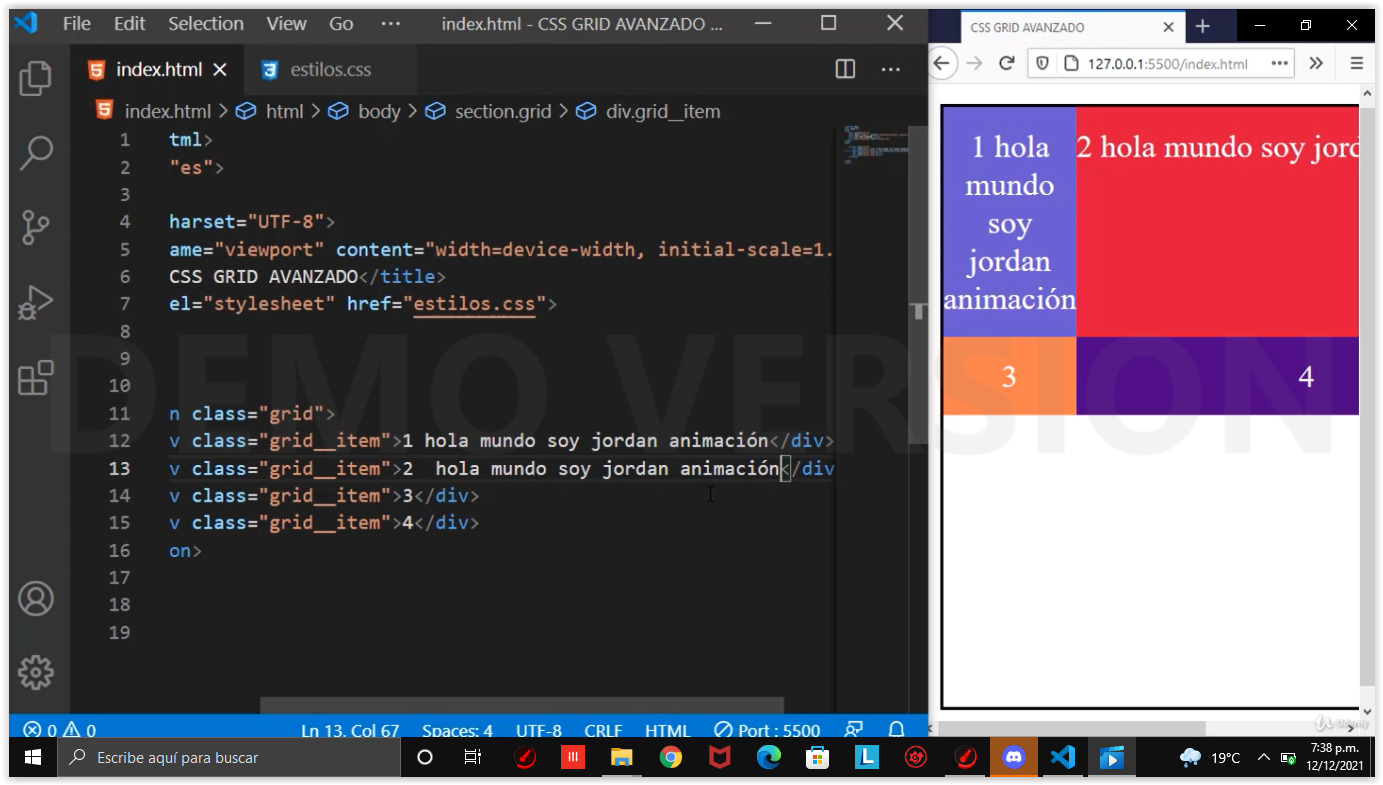 File Edit Selection View Go ··· index.html - CSS GRID AVANZADO ...
index.html estilos.css ···
index.html > html > body > section.grid > div.grid__item
1 tml>
2 "es">
3
4 harset="UTF-8">
5 ame="viewport" content="width=device-width, initial-scale=1.
6 CSS GRID AVANZADO</title>
7 el="stylesheet" href="estilos.css">
8
9
10
11 n class="grid">
12 v class="grid__item">1 hola mundo soy jordan animación</div>
13 v class="grid__item">2  hola mundo soy jordan animación</div
14 v class="grid__item">3</div>
15 v class="grid__item">4</div>
16 on>
17
18
19
0 0 Ln 13, Col 67 Spaces: 4 UTF-8 CRLF HTML Port : 5500
CSS GRID AVANZADO
127.0.0.1:5500/index.html ···
1 hola
mundo
soy
jordan
animación
2 hola mundo soy jord
3
4
DEMO VERSION
Udemy
Escribe aquí para buscar
19°C
7:38 p.m.
12/12/2021